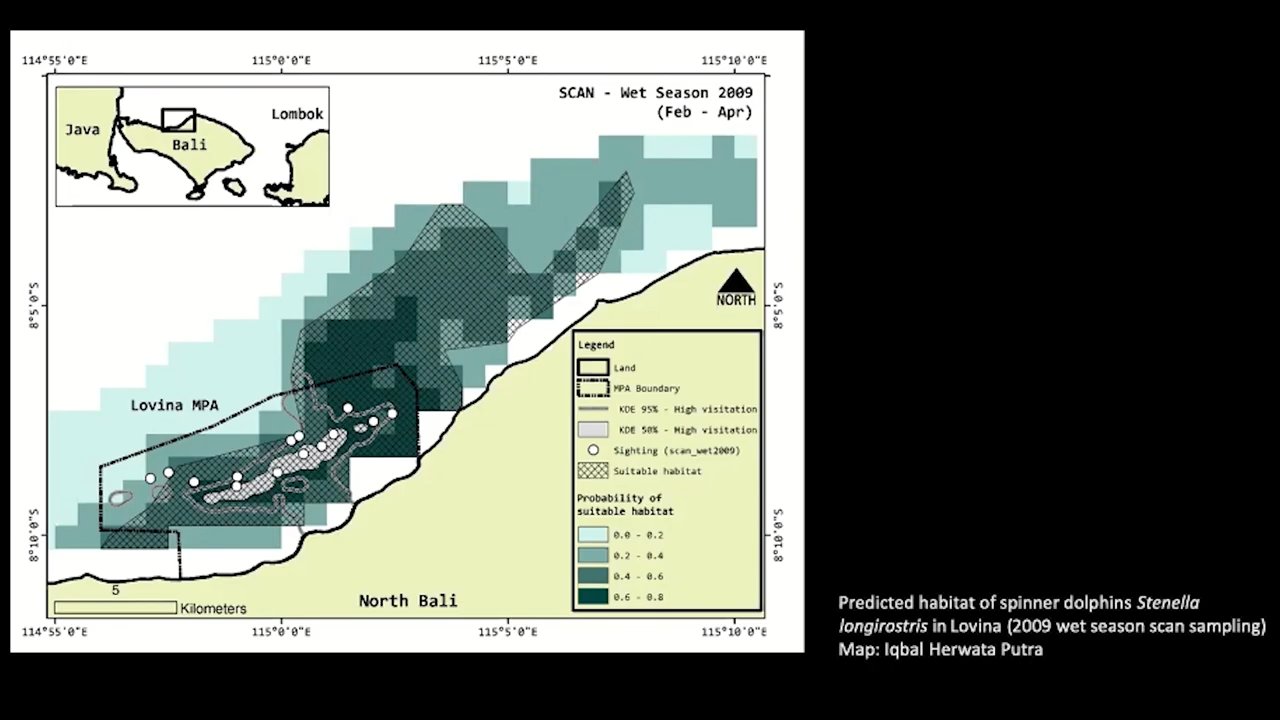 114°55'0"E 115°0'0"E 115°5'0"E 115°10'0"E
SCAN - Wet Season 2009
(Feb - Apr)
Java
Bali
Lombok
8°5'0"S
8°5'0"S
NORTH
Lovina MPA
Legend
Land
MPA Boundary
KDE 95% - High visitation
KDE 50% - High visitation
Sighting (scan_wet2009)
Suitable habitat
Probability of
suitable habitat
0.0 - 0.2
0.2 - 0.4
0.4 - 0.6
0.6 - 0.8
8°10'0"S
8°10'0"S
5
Kilometers
North Bali
114°55'0"E 115°0'0"E 115°5'0"E 115°10'0"E
Predicted habitat of spinner dolphins Stenella
longirostris in Lovina (2009 wet season scan sampling)
Map: Iqbal Herwata Putra